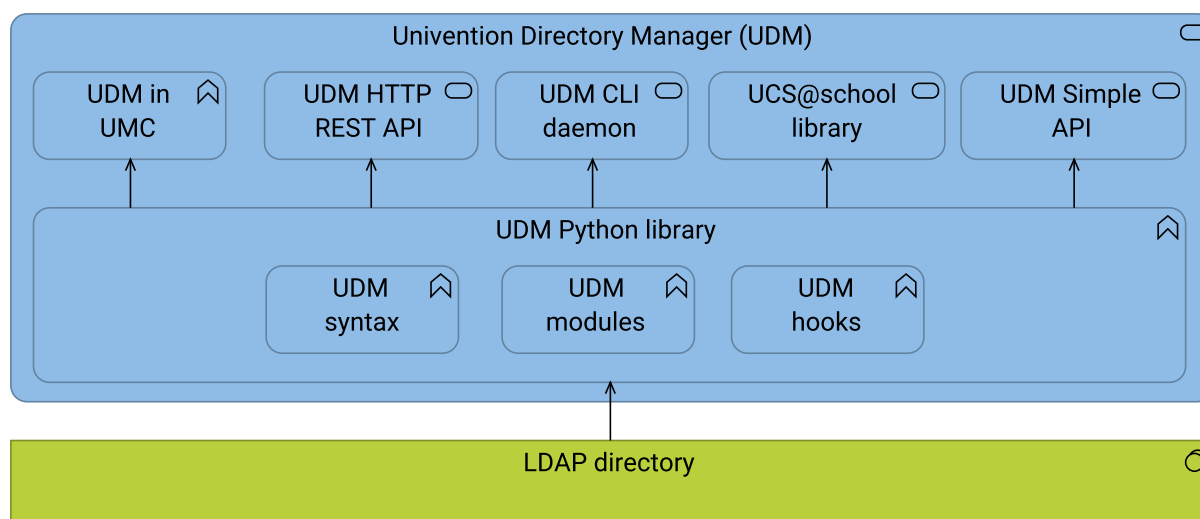 Univention Directory Manager (UDM)
UDM in
UMC
UDM HTTP
REST API
UDM CLI
daemon
UCS@school
library
UDM Simple
API
UDM Python library
UDM
syntax
UDM
modules
UDM
hooks
LDAP directory